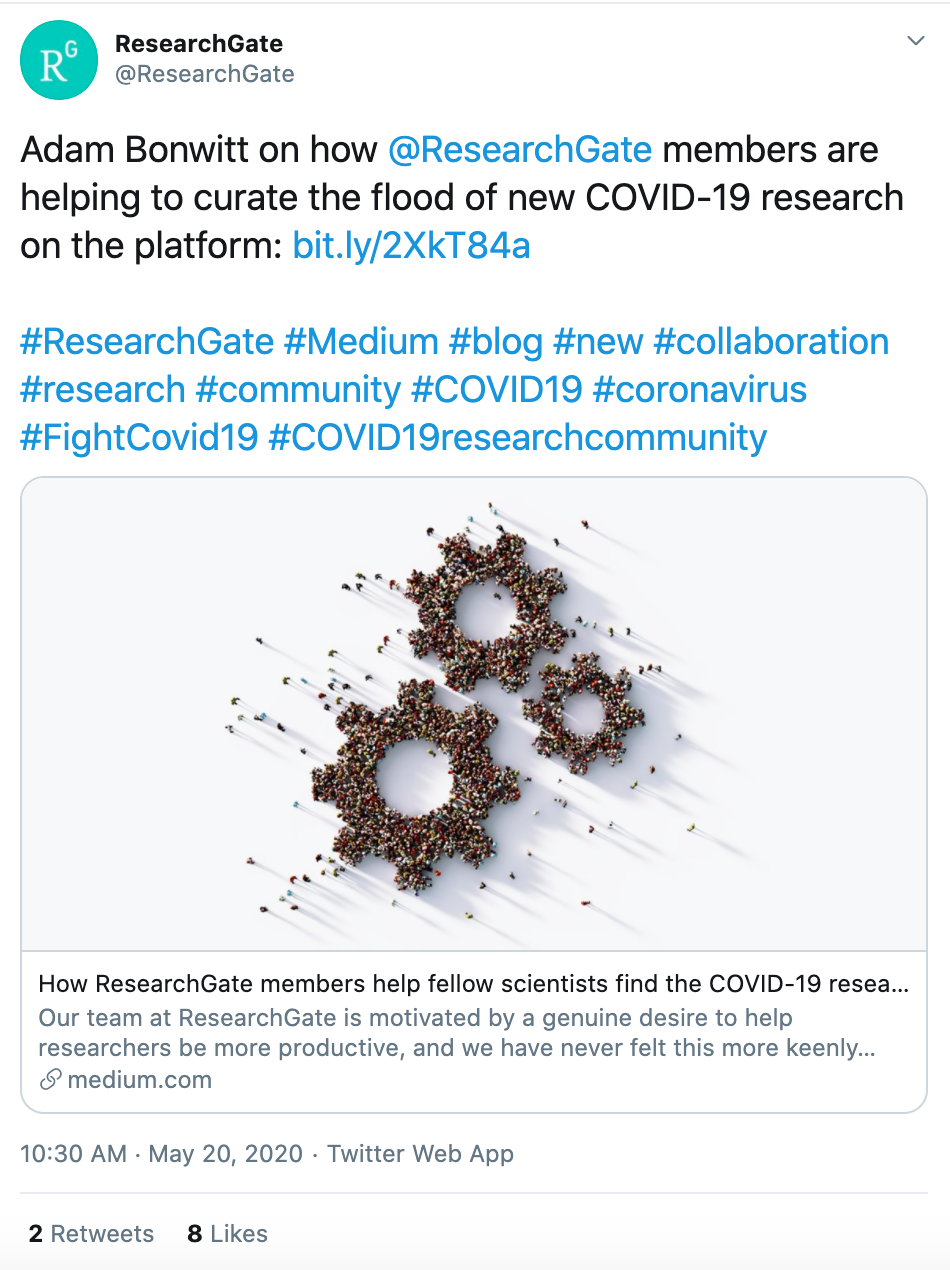 RG
ResearchGate
@ResearchGate
Adam Bonwitt on how @ResearchGate members are
helping to curate the flood of new COVID-19 research
on the platform: bit.ly/2XkT84a
#ResearchGate #Medium #blog #new #collaboration
#research #community #COVID19 #coronavirus
#FightCovid19 #COVID19researchcommunity
How ResearchGate members help fellow scientists find the COVID-19 resea...
Our team at ResearchGate is motivated by a genuine desire to help
researchers be more productive, and we have never felt this more keenly...
medium.com
10:30 AM · May 20, 2020 · Twitter Web App
2 Retweets 8 Likes